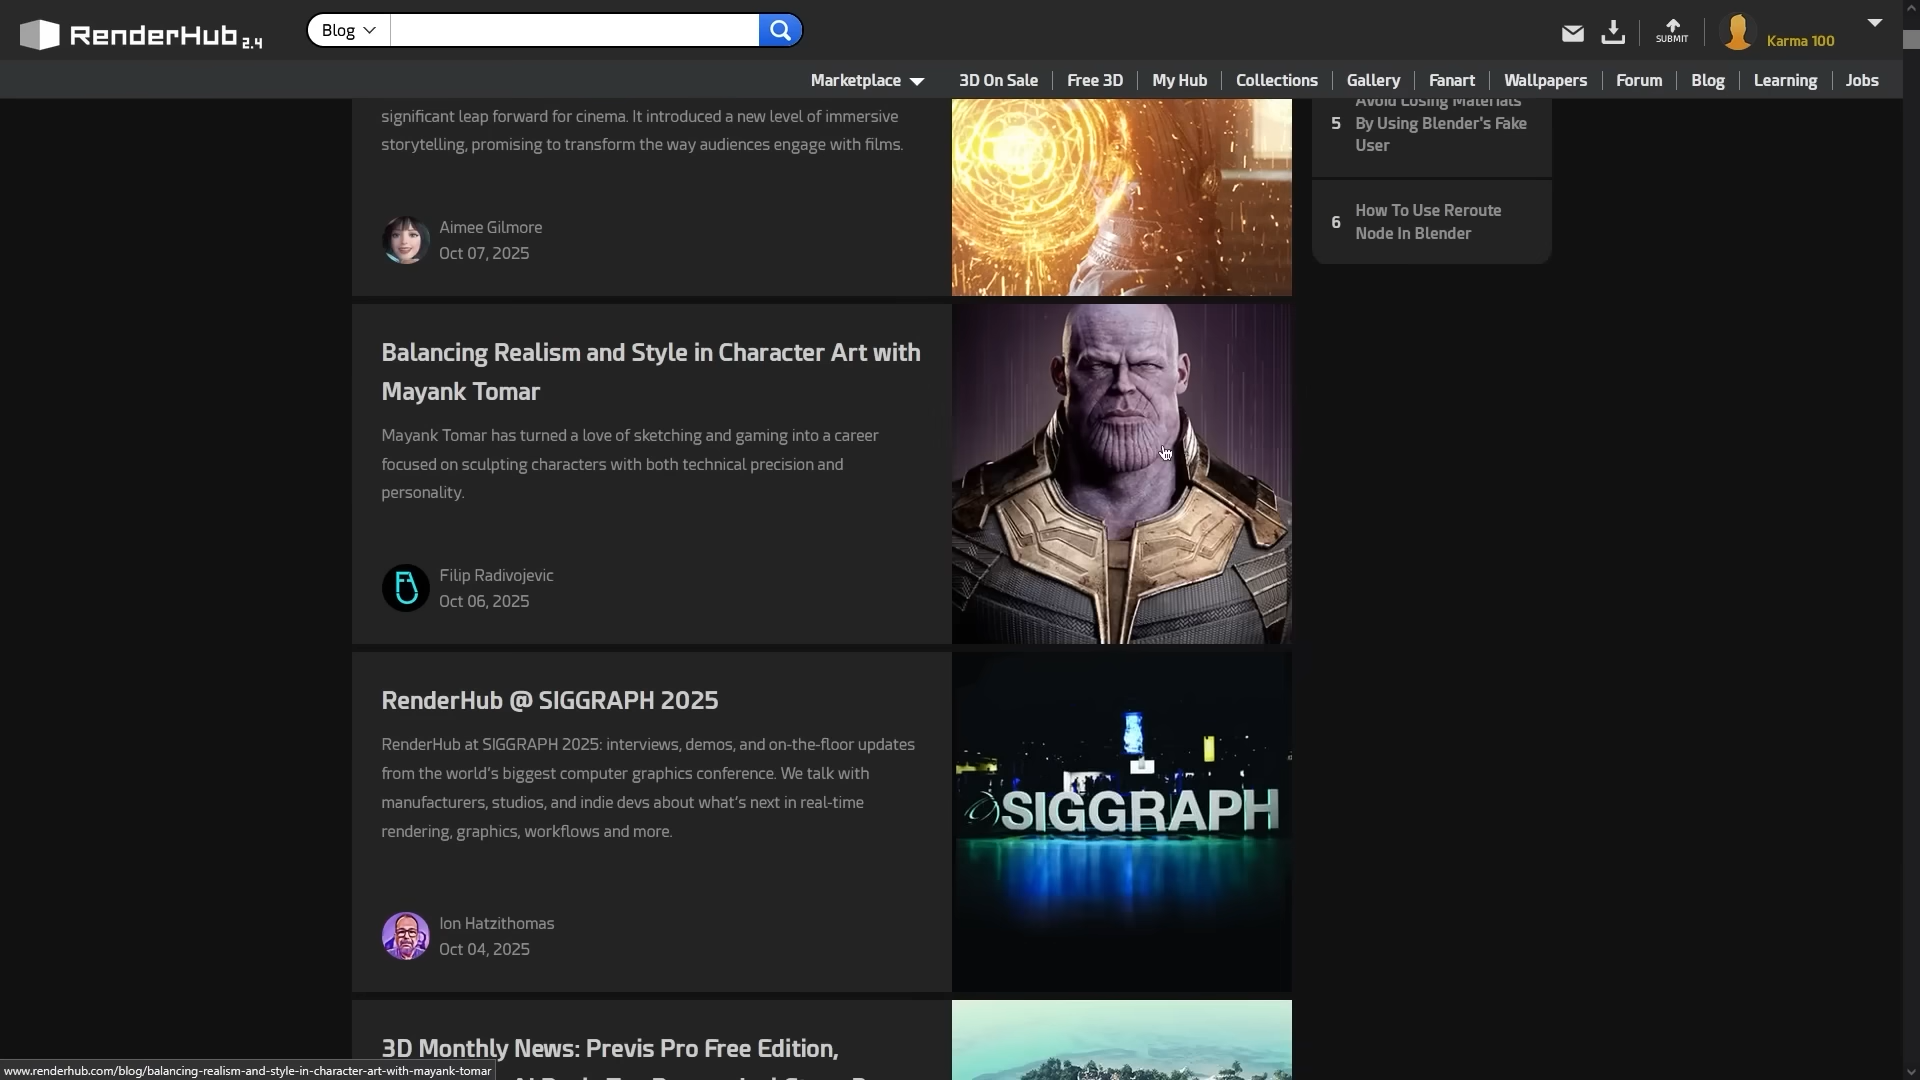 RenderHub 2.4
Blog
SUBMIT
Karma 100
Marketplace
3D On Sale
Free 3D
My Hub
Collections
Gallery
Fanart
Wallpapers
Forum
Blog
Learning
Jobs
significant leap forward for cinema. It introduced a new level of immersive
storytelling, promising to transform the way audiences engage with films.
Aimee Gilmore
Oct 07, 2025
Balancing Realism and Style in Character Art with
Mayank Tomar
Mayank Tomar has turned a love of sketching and gaming into a career
focused on sculpting characters with both technical precision and
personality.
Filip Radivojevic
Oct 06, 2025
RenderHub @ SIGGRAPH 2025
RenderHub at SIGGRAPH 2025: interviews, demos, and on-the-floor updates
from the world's biggest computer graphics conference. We talk with
manufacturers, studios, and indie devs about what's next in real-time
rendering, graphics, workflows and more.
Ion Hatzithomas
Oct 04, 2025
SIGGRAPH
3D Monthly News: Previs Pro Free Edition,
5
Avoid Losing Materials
By Using Blender's Fake
User
6
How To Use Reroute
Node In Blender
www.renderhub.com/blog/balancing-realism-and-style-in-character-art-with-mayank-tomar